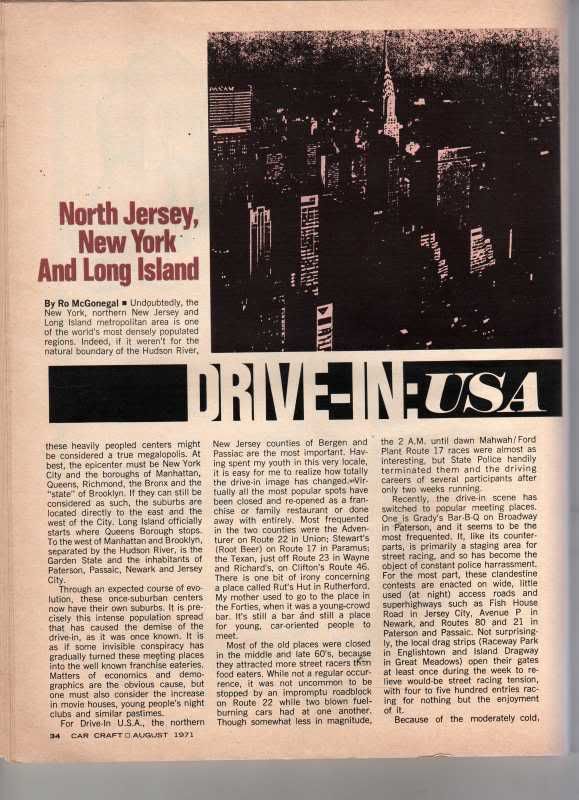 PAN AM
North Jersey,
New York
And Long Island
By Ro McGonegal ■ Undoubtedly, the
New York, northern New Jersey and
Long Island metropolitan area is one
of the world's most densely populated
regions. Indeed, if it weren't for the
natural boundary of the Hudson River,
DRIVE-IN: USA
these heavily peopled centers might
be considered a true megalopolis. At
best, the epicenter must be New York
City and the boroughs of Manhattan,
Queens, Richmond, the Bronx and the
"state" of Brooklyn. If they can still be
considered as such, the suburbs are
located directly to the east and the
west of the City. Long Island officially
starts where Queens Borough stops.
To the west of Manhattan and Brooklyn,
separated by the Hudson River, is the
Garden State and the inhabitants of
Paterson, Passaic, Newark and Jersey
City.
Through an expected course of evo-
lution, these once-suburban centers
now have their own suburbs. It is pre-
cisely this intense population spread
that has caused the demise of the
drive-in, as it was once known. It is
as if some invisible conspiracy has
gradually turned these meeting places
into the well known franchise eateries.
Matters of economics and demo-
graphics are the obvious cause, but
one must also consider the increase
in movie houses, young people's night
clubs and similar pastimes.
For Drive-In U.S.A., the northern
New Jersey counties of Bergen and
Passiac are the most important. Hav-
ing spent my youth in this very locale,
it is easy for me to realize how totally
the drive-in image has changed. Vir-
tually all the most popular spots have
been closed and re-opened as a fran-
chise or family restaurant or done
away with entirely. Most frequented
in the two counties were the Adven-
turer on Route 22 in Union; Stewart's
(Root Beer) on Route 17 in Paramus;
the Texan, just off Route 23 in Wayne
and Richard's, on Clifton's Route 46.
There is one bit of irony concerning
a place called Rut's Hut in Rutherford.
My mother used to go to the place in
the Forties, when it was a young-crowd
bar. It's still a bar and still a place
for young, car-oriented people to
meet.
Most of the old places were closed
in the middle and late 60's, because
they attracted more street racers than
food eaters. While not a regular occur-
rence, it was not uncommon to be
stopped by an impromptu roadblock
on Route 22 while two blown fuel-
burning cars had at one another.
Though somewhat less in magnitude,
the 2 A.M. until dawn Mahwah/Ford
Plant Route 17 races were almost as
interesting, but State Police handily
terminated them and the driving
careers of several participants after
only two weeks running.
Recently, the drive-in scene has
switched to popular meeting places.
One is Grady's Bar-B-Q on Broadway
in Paterson, and it seems to be the
most frequented. It, like its counter-
parts, is primarily a staging area for
street racing, and so has become the
object of constant police harrassment.
For the most part, these clandestine
contests are enacted on wide, little
used (at night) access roads and
superhighways such as Fish House
Road in Jersey City, Avenue P in
Newark, and Routes 80 and 21 in
Paterson and Passaic. Not surprising-
ly, the local drag strips (Raceway Park
in Englishtown and Island Dragway
in Great Meadows) open their gates
at least once during the week to re-
lieve would-be street racing tension,
with four to five hundred entries rac-
ing for nothing but the enjoyment
of it.
Because of the moderately cold,
34 CAR CRAFT □ AUGUST 1971